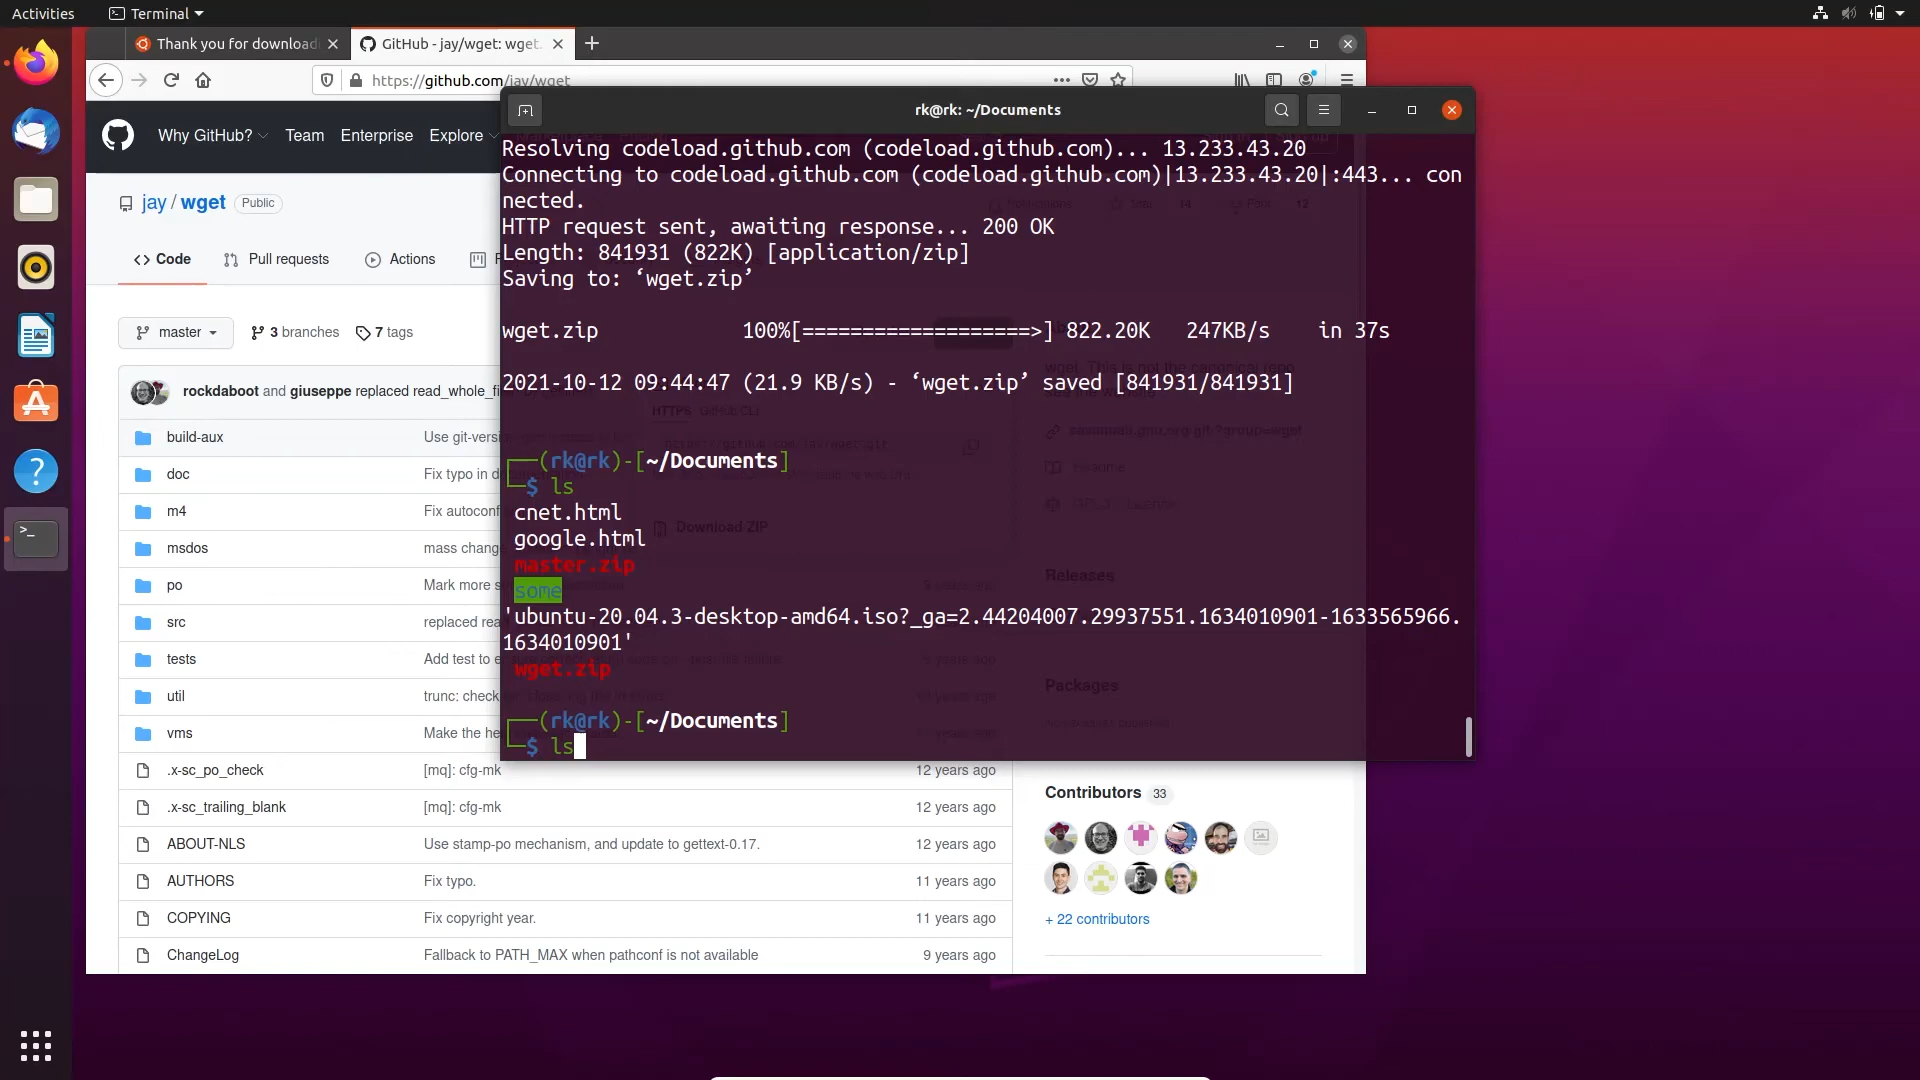 Activities
Terminal
Thank you for downloadi
GitHub - jay/wget: wget.
https://github.com/jay/wget
Why GitHub?
Team
Enterprise
Explore
jay / wget
Public
Code
Pull requests
Actions
master
3 branches
7 tags
rockdaboot and giuseppe replaced read_whole_fi
build-aux
Use git-versi
doc
Fix typo in d
m4
Fix autoconf
msdos
mass chang
po
Mark more s
src
replaced rea
tests
Add test to e
util
trunc: check
vms
Make the he
.x-sc_po_check
[mq]: cfg-mk
12 years ago
.x-sc_trailing_blank
[mq]: cfg-mk
12 years ago
ABOUT-NLS
Use stamp-po mechanism, and update to gettext-0.17.
12 years ago
AUTHORS
Fix typo.
11 years ago
COPYING
Fix copyright year.
11 years ago
ChangeLog
Fallback to PATH_MAX when pathconf is not available
9 years ago
rk@rk: ~/Documents
Resolving codeload.github.com (codeload.github.com)... 13.233.43.20
Connecting to codeload.github.com (codeload.github.com)|13.233.43.20|:443... con
nected.
HTTP request sent, awaiting response... 200 OK
Length: 841931 (822K) [application/zip]
Saving to: ‘wget.zip’
wget.zip 100%[===================>] 822.20K 247KB/s in 37s
2021-10-12 09:44:47 (21.9 KB/s) - ‘wget.zip’ saved [841931/841931]
┌──(rk@rk)-[~/Documents]
└─$ ls
cnet.html
google.html
master.zip
some
'ubuntu-20.04.3-desktop-amd64.iso?_ga=2.44204007.29937551.1634010901-1633565966.
1634010901'
wget.zip
┌──(rk@rk)-[~/Documents]
└─$ ls
HTTPS GitHub CLI
Download ZIP
Releases
Packages
Contributors 33
+ 22 contributors